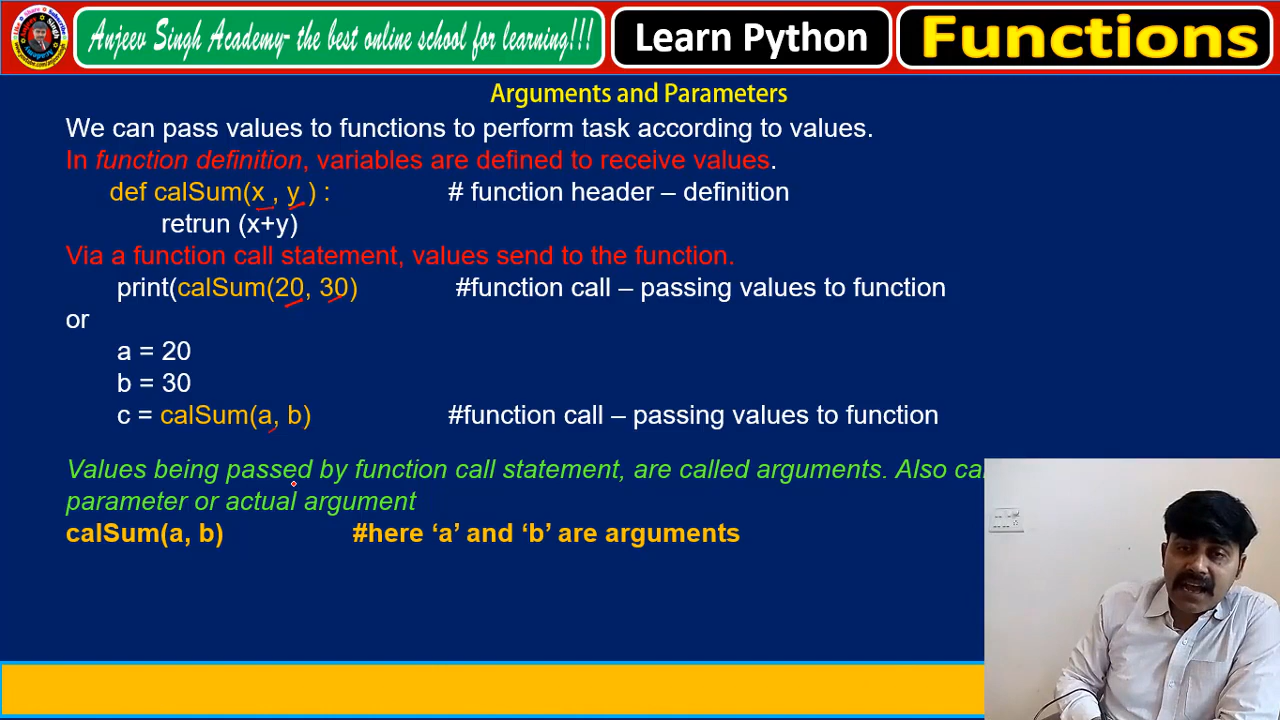 Anjeev Singh Academy- the best online school for learning!!!
Learn Python
Functions
Arguments and Parameters
We can pass values to functions to perform task according to values.
In function definition, variables are defined to receive values.
def calSum(x , y ) : # function header – definition
retrun (x+y)
Via a function call statement, values send to the function.
print(calSum(20, 30) #function call – passing values to function
or
a = 20
b = 30
c = calSum(a, b) #function call – passing values to function
Values being passed by function call statement, are called arguments. Also
parameter or actual argument
calSum(a, b) #here ‘a’ and ‘b’ are arguments